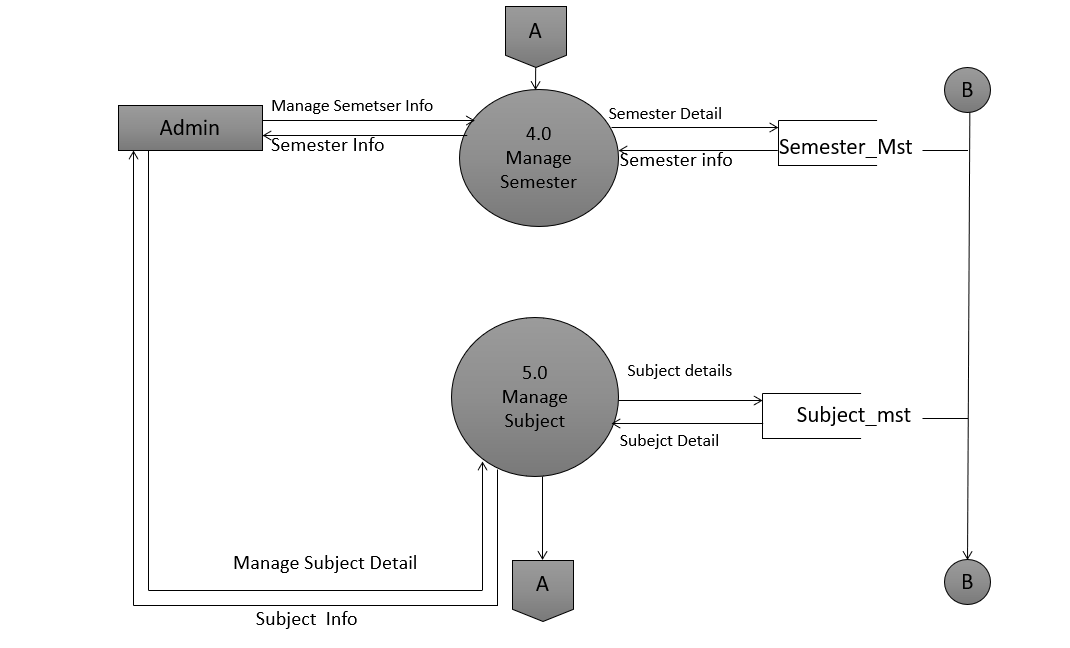 A
B
Manage Semetser Info
Semester Detail
Admin
4.0
Manage
Semester
Semester Info
Semester_Mst
Semester info
5.0
Manage
Subject
Subject details
Subject_mst
Subejct Detail
Manage Subject Detail
A
B
Subject  Info